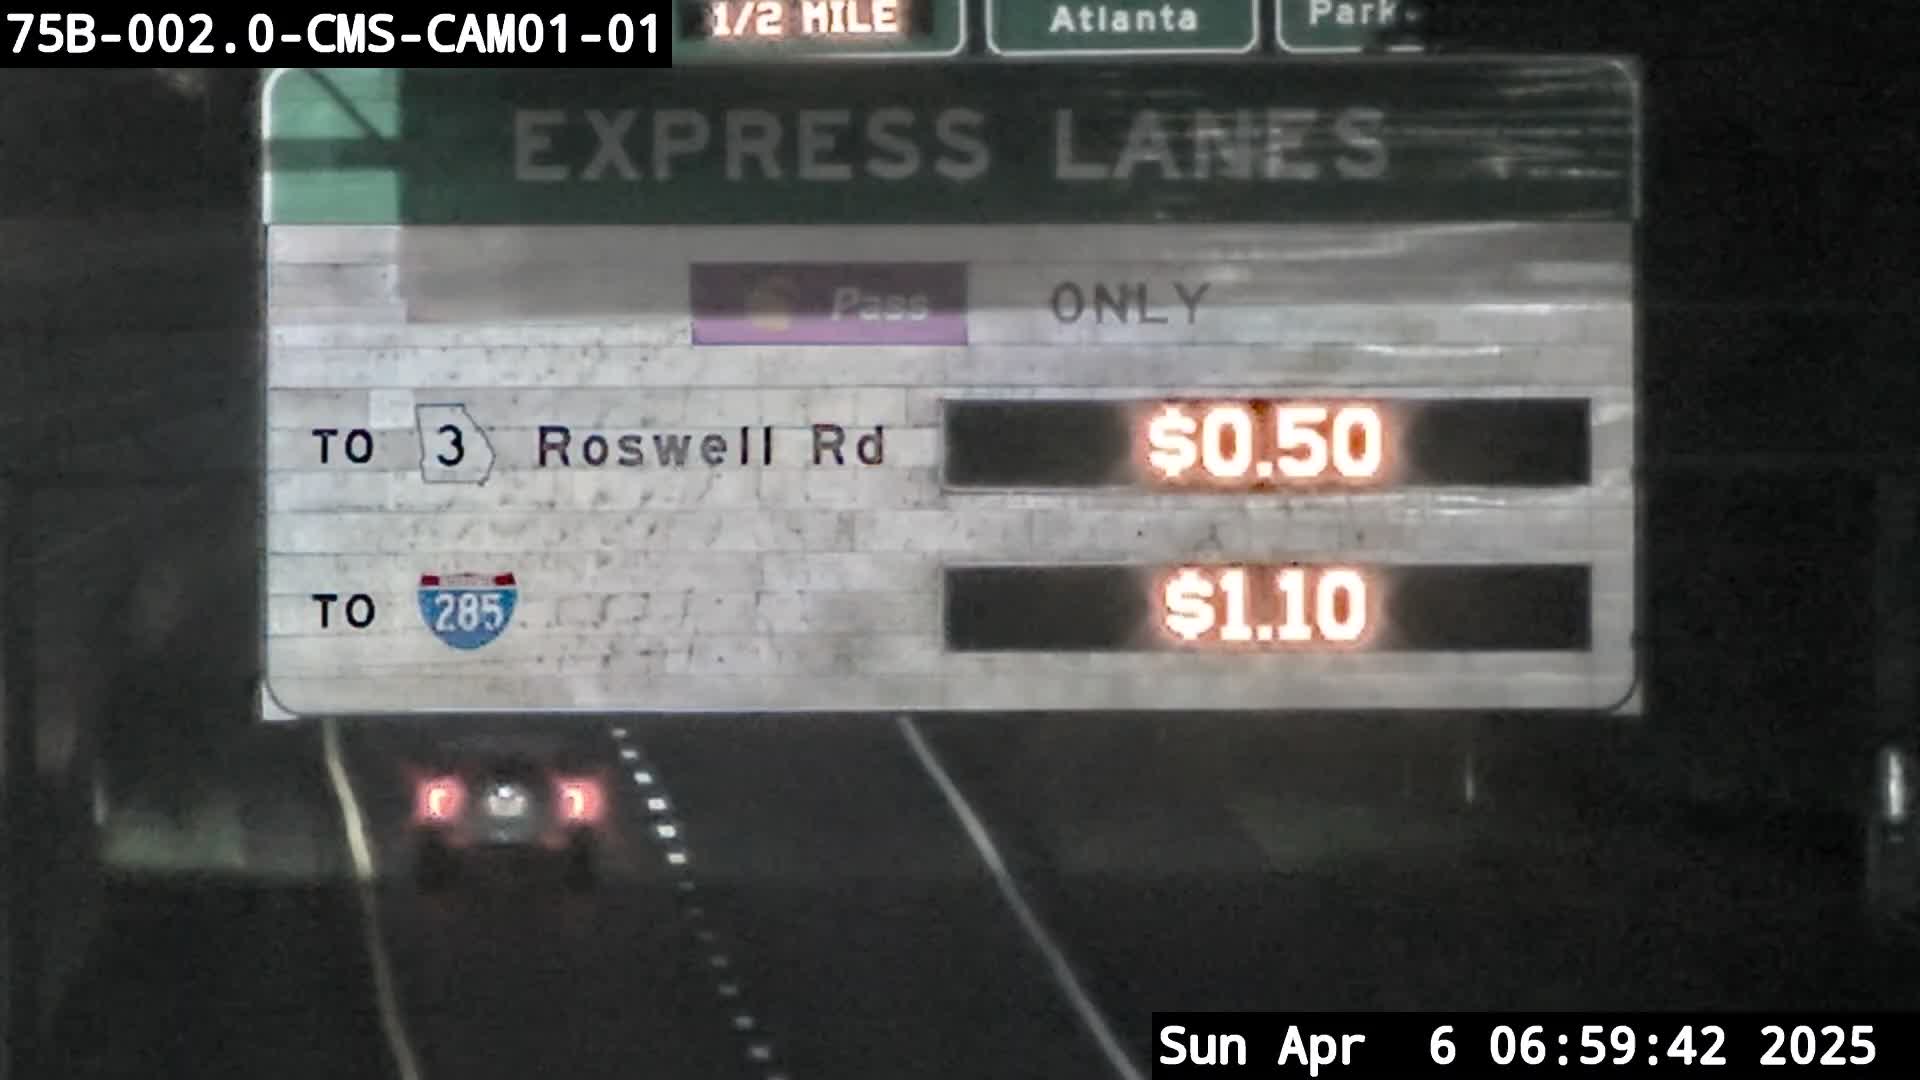 75B-002.0-CMS-CAM01-01
1/2 MILE
Atlanta
Park
EXPRESS LANES
Pass ONLY
TO 3 Roswell Rd $0.50
TO 285 $1.10
Sun Apr 6 06:59:42 2025